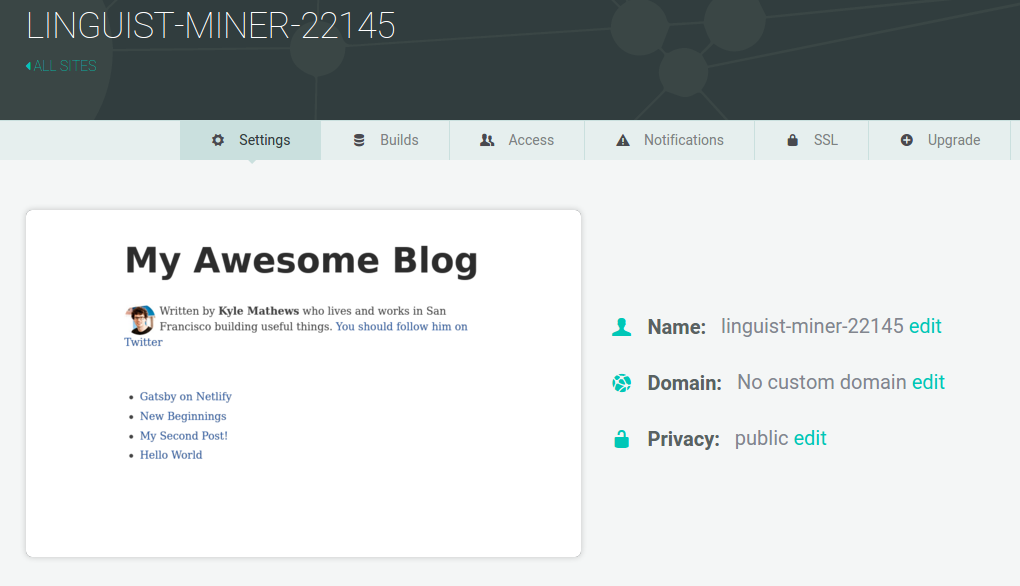 LINGUIST-MINER-22145
ALL SITES
Settings Builds Access Notifications SSL Upgrade
My Awesome Blog
Written by Kyle Mathews who lives and works in San
Francisco building useful things. You should follow him on
Twitter
Gatsby on Netlify
New Beginnings
My Second Post!
Hello World
Name: linguist-miner-22145 edit
Domain: No custom domain edit
Privacy: public edit